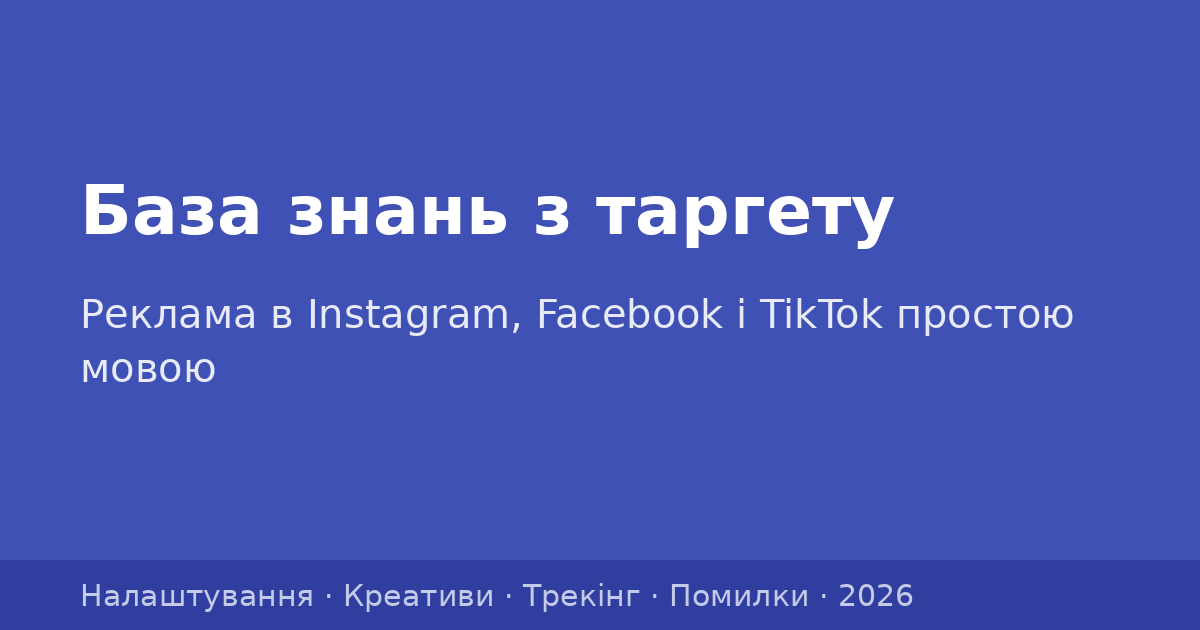 База знань з таргету
Реклама в Instagram, Facebook і TikTok простою
мовою
Налаштування · Креативи · Трекінг · Помилки · 2026